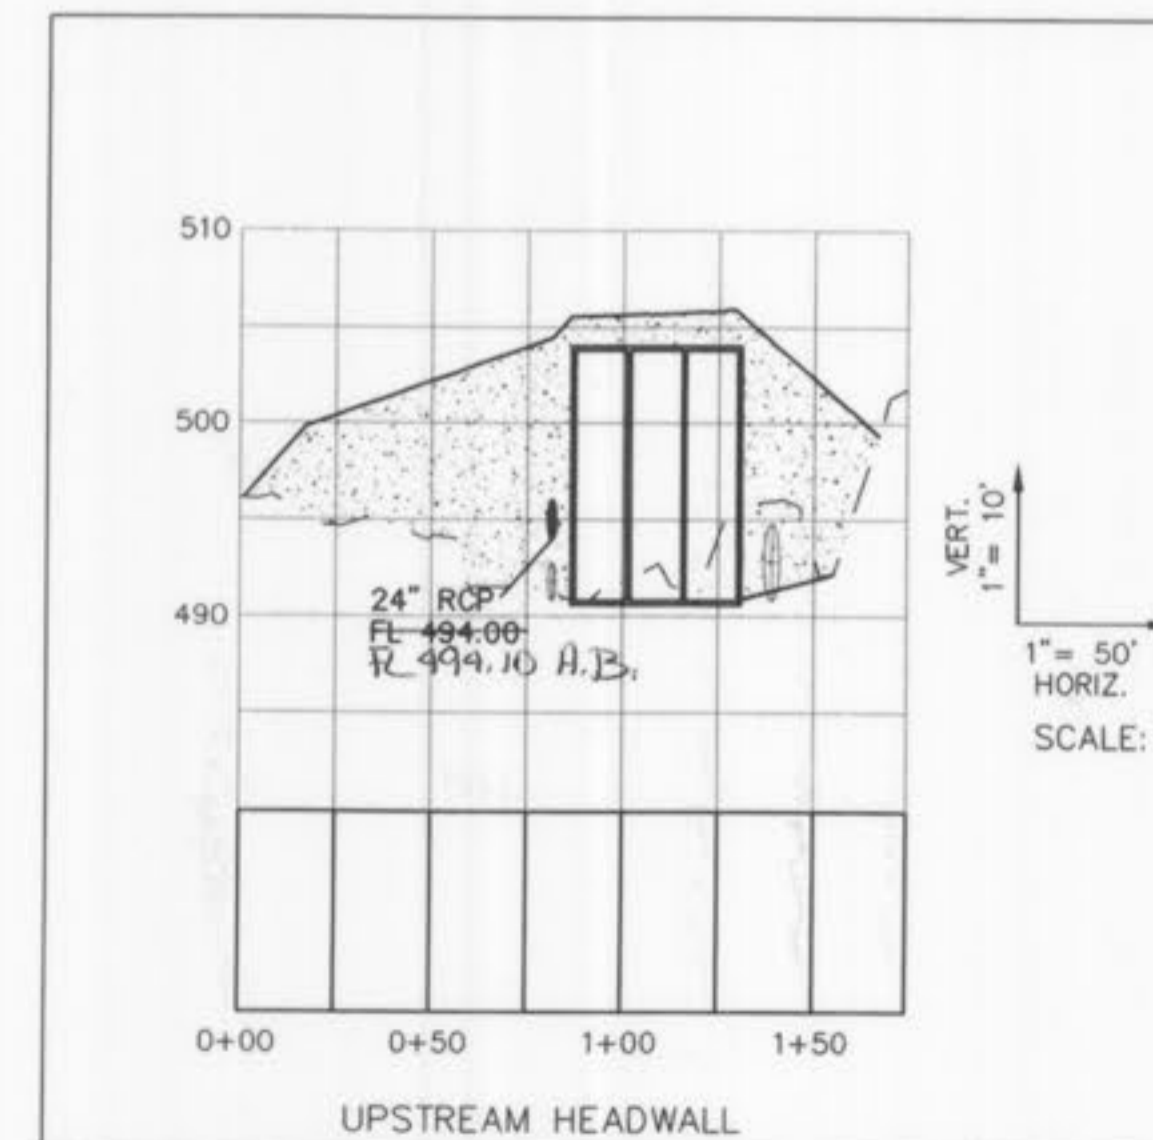 510
500
490
24" RCP
FL 494.00
FL 494.10 A.B.
VERT.
1"= 10'
1"= 50'
HORIZ.
SCALE:
0+00 0+50 1+00 1+50
UPSTREAM HEADWALL